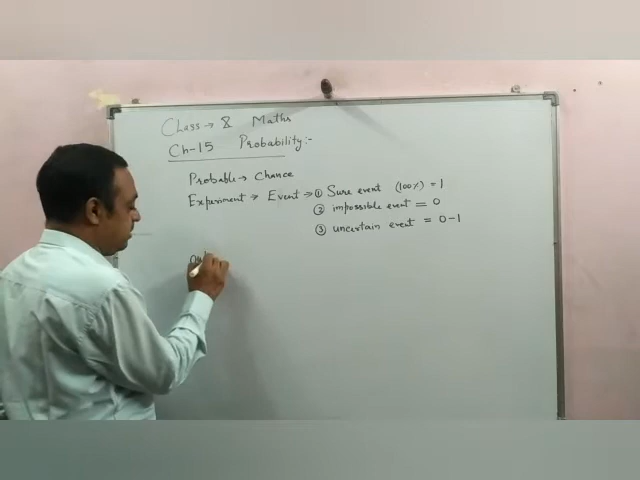 Class → 8 Maths
Ch-15 Probability:-
Probable → Chance
Experiment → Event → ① Sure event (100%) = 1
② impossible event = 0
③ uncertain event = 0-1